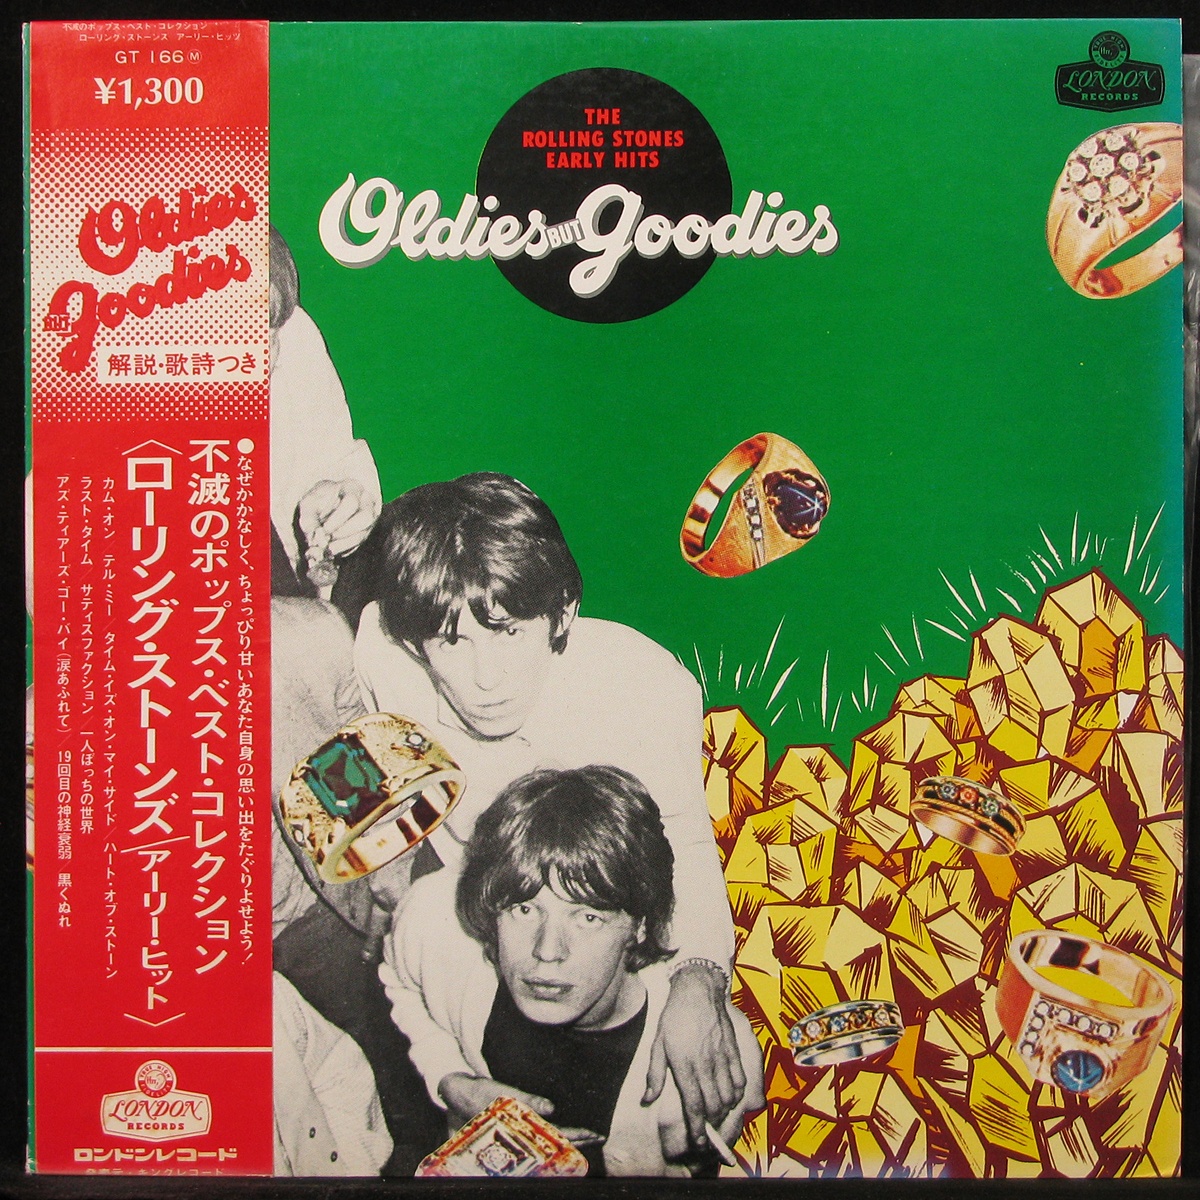 不滅のポップス・ベスト・コレクション
ローリング・ストーンズ アーリー・ヒッツ
GT 166 M
¥1,300
Oldies
BUT goodies
解説・歌詩つき
●なぜかかなしく、ちょっぴり甘いあなた自身の思い出をたぐりよせよう!
不滅のポップス・ベスト・コレクション
〈ローリング・ストーンズ/アーリー・ヒット〉
カム・オン テル・ミー/タイム・イズ・オン・マイ・サイド/ハート・オブ・ストーン
ラスト・タイム/サティスファクション/一人ぼっちの世界
アズ・ティアーズ・ゴー・バイ(涙あふれて) 19回目の神経衰弱 黒くぬれ
LONDON
RECORDS
ロンドンレコード
発売元 キングレコード
THE
ROLLING STONES
EARLY HITS
Oldies BUT goodies
LONDON
RECORDS